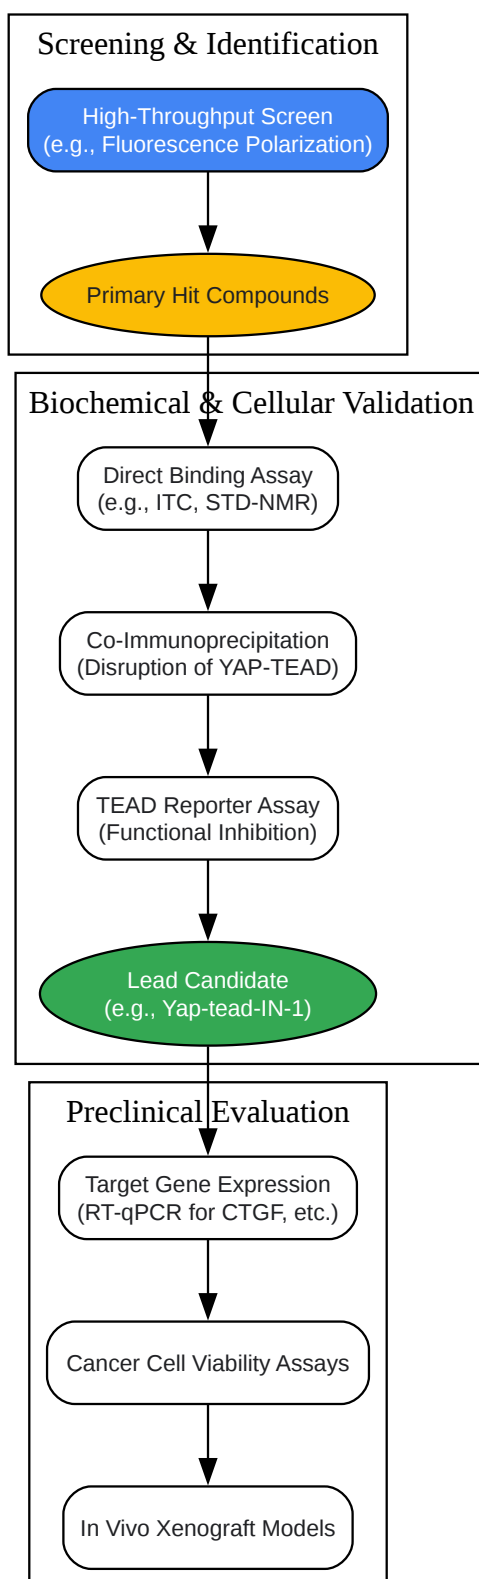 Screening & Identification
High-Throughput Screen
(e.g., Fluorescence Polarization)
Primary Hit Compounds
Biochemical & Cellular Validation
Direct Binding Assay
(e.g., ITC, STD-NMR)
Co-Immunoprecipitation
(Disruption of YAP-TEAD)
TEAD Reporter Assay
(Functional Inhibition)
Lead Candidate
(e.g., Yap-tead-IN-1)
Preclinical Evaluation
Target Gene Expression
(RT-qPCR for CTGF, etc.)
Cancer Cell Viability Assays
In Vivo Xenograft Models